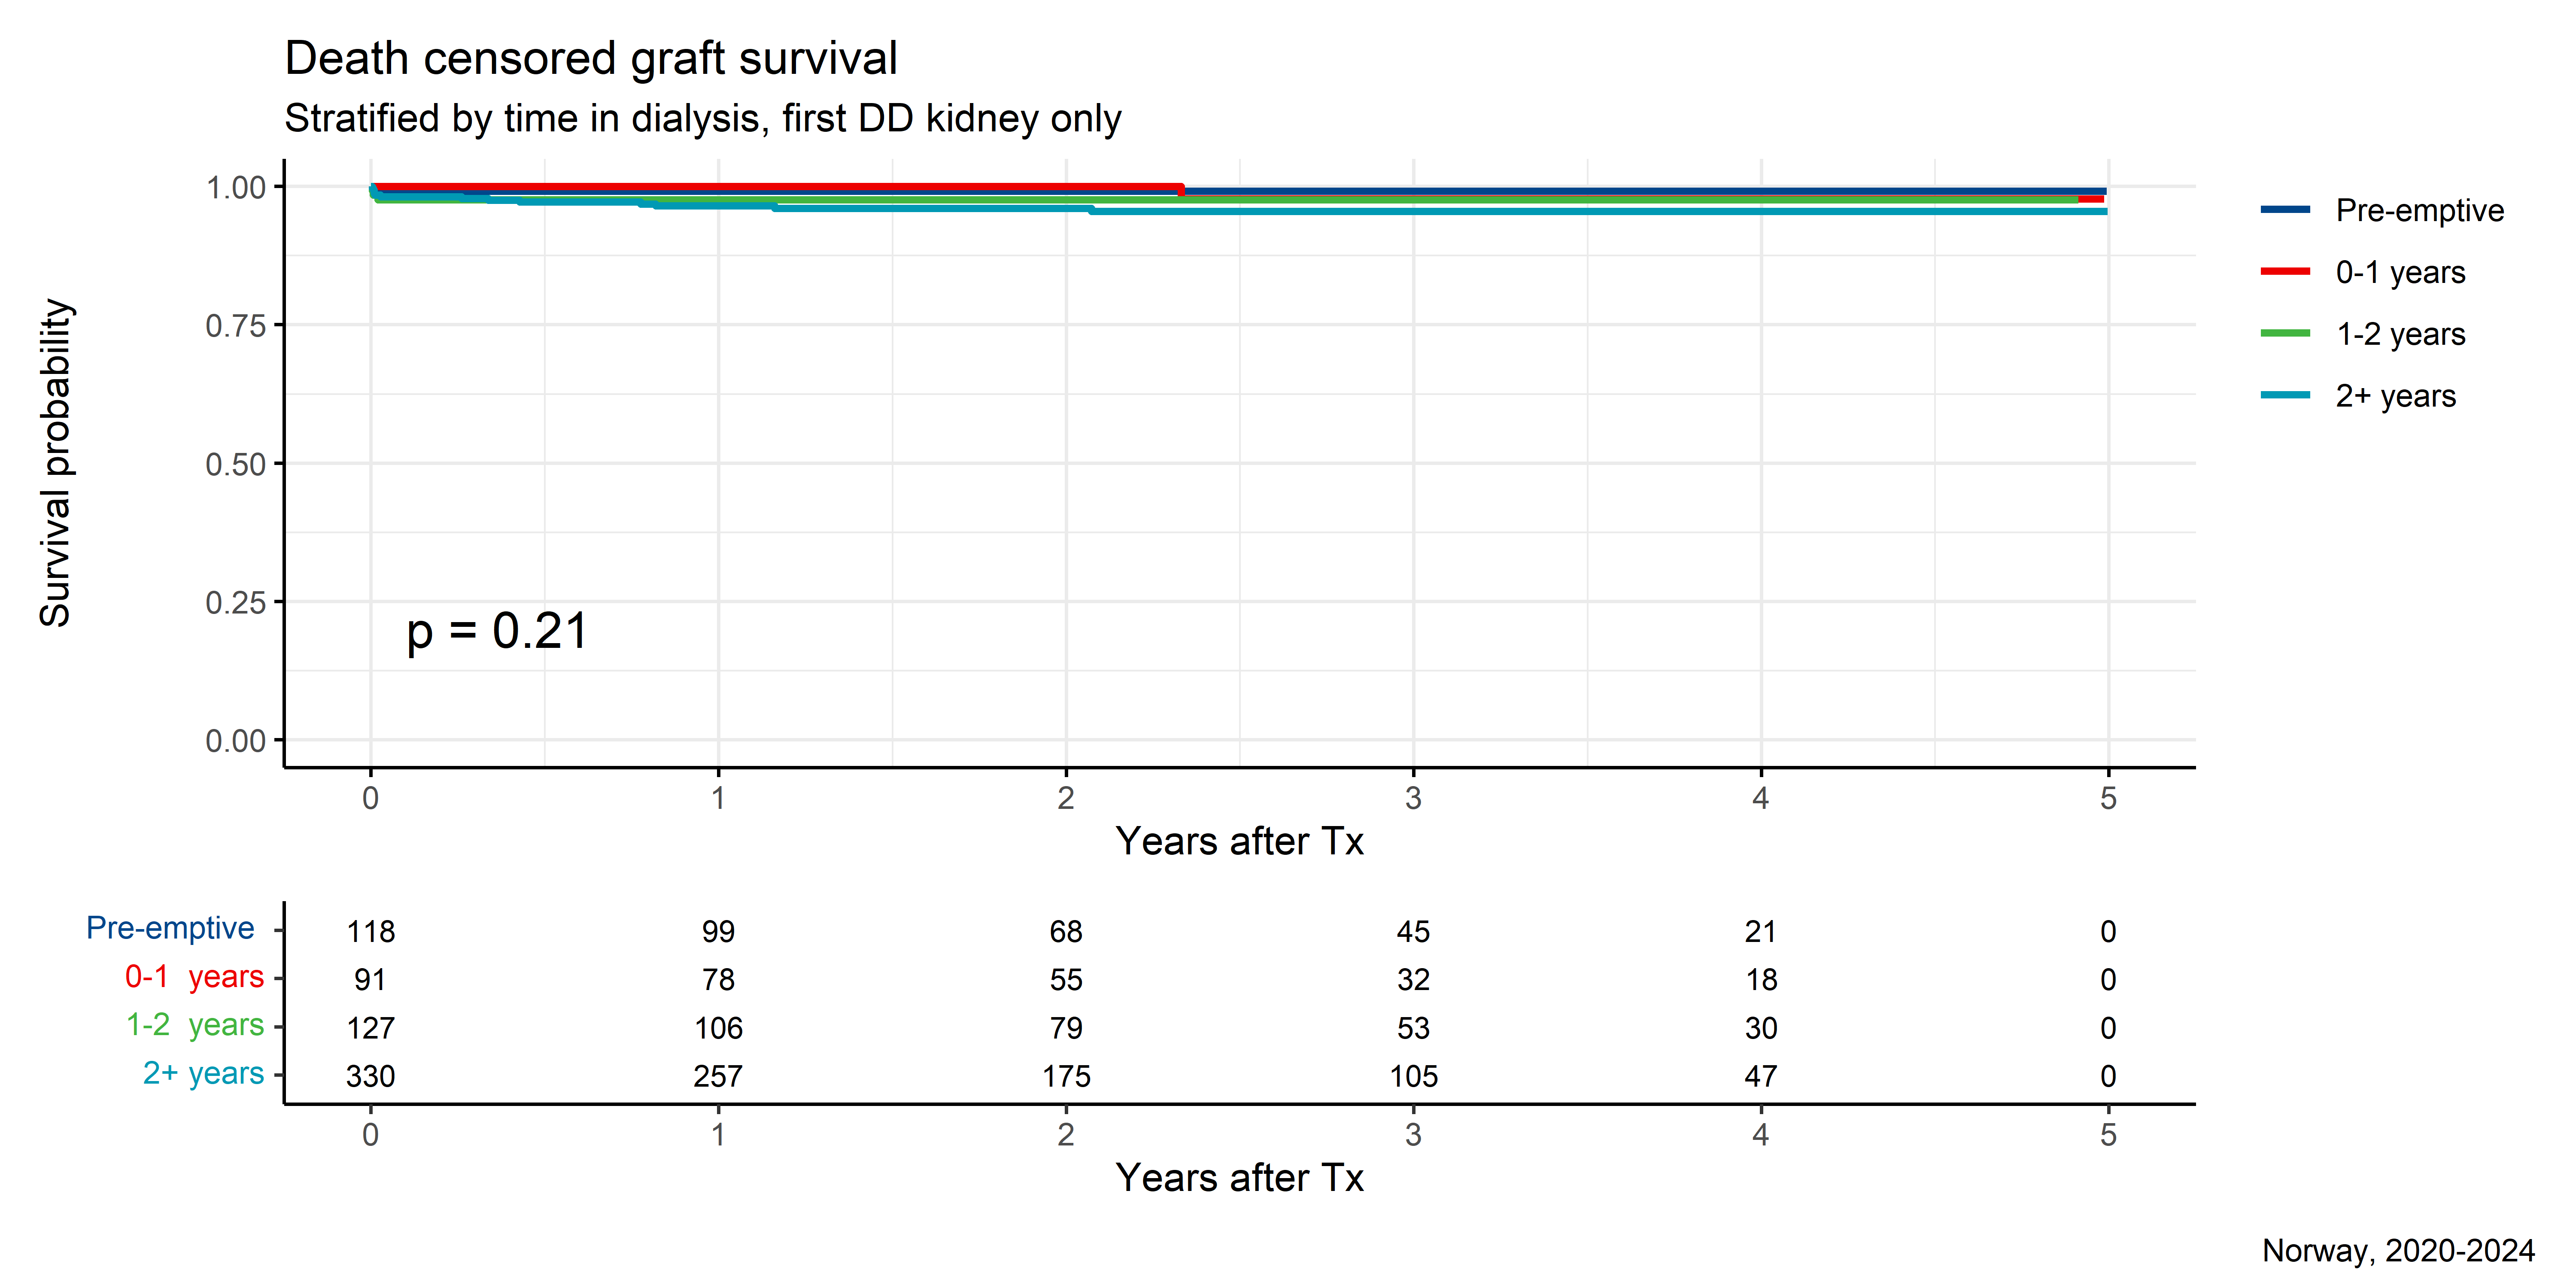 Death censored graft survival
Stratified by time in dialysis, first DD kidney only
Survival probability
1.00
0.75
0.50
0.25
0.00
p = 0.21
0 1 2 3 4 5
Years after Tx
Pre-emptive
0-1 years
1-2 years
2+ years
Pre-emptive 118 99 68 45 21 0
0-1 years 91 78 55 32 18 0
1-2 years 127 106 79 53 30 0
2+ years 330 257 175 105 47 0
0 1 2 3 4 5
Years after Tx
Norway, 2020-2024